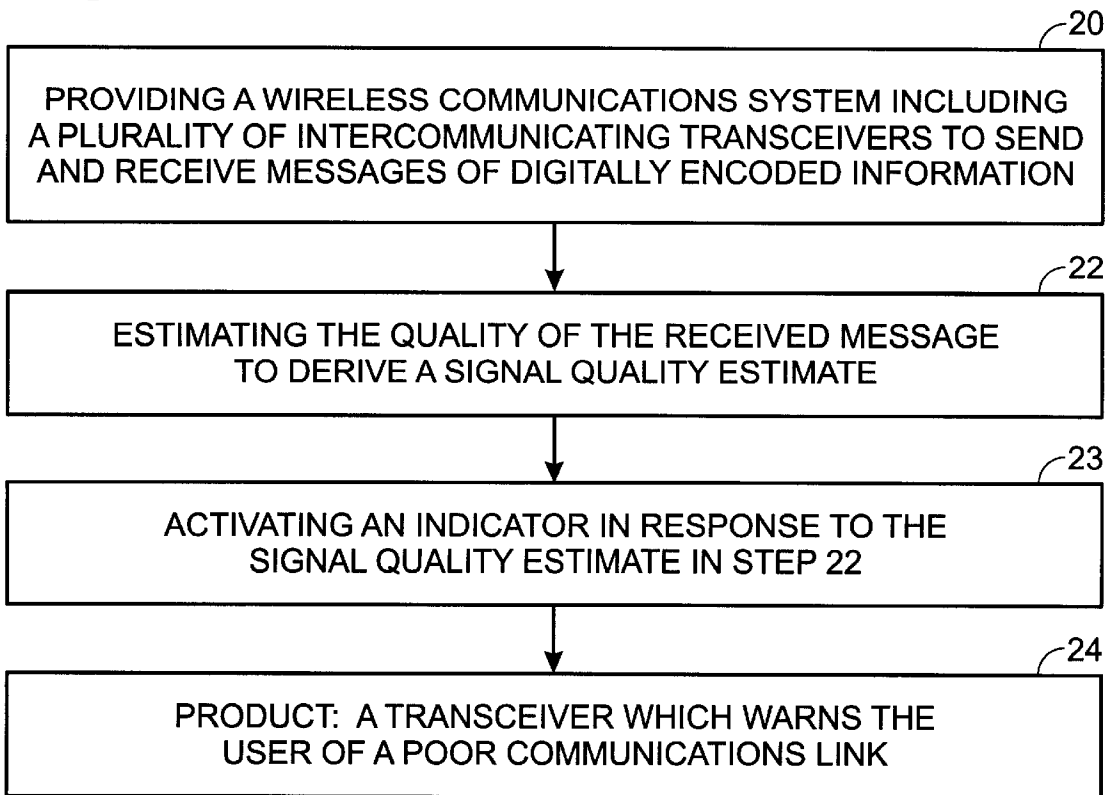 20
PROVIDING A WIRELESS COMMUNICATIONS SYSTEM INCLUDING
A PLURALITY OF INTERCOMMUNICATING TRANSCEIVERS TO SEND
AND RECEIVE MESSAGES OF DIGITALLY ENCODED INFORMATION
22
ESTIMATING THE QUALITY OF THE RECEIVED MESSAGE
TO DERIVE A SIGNAL QUALITY ESTIMATE
23
ACTIVATING AN INDICATOR IN RESPONSE TO THE
SIGNAL QUALITY ESTIMATE IN STEP 22
24
PRODUCT: A TRANSCEIVER WHICH WARNS THE
USER OF A POOR COMMUNICATIONS LINK